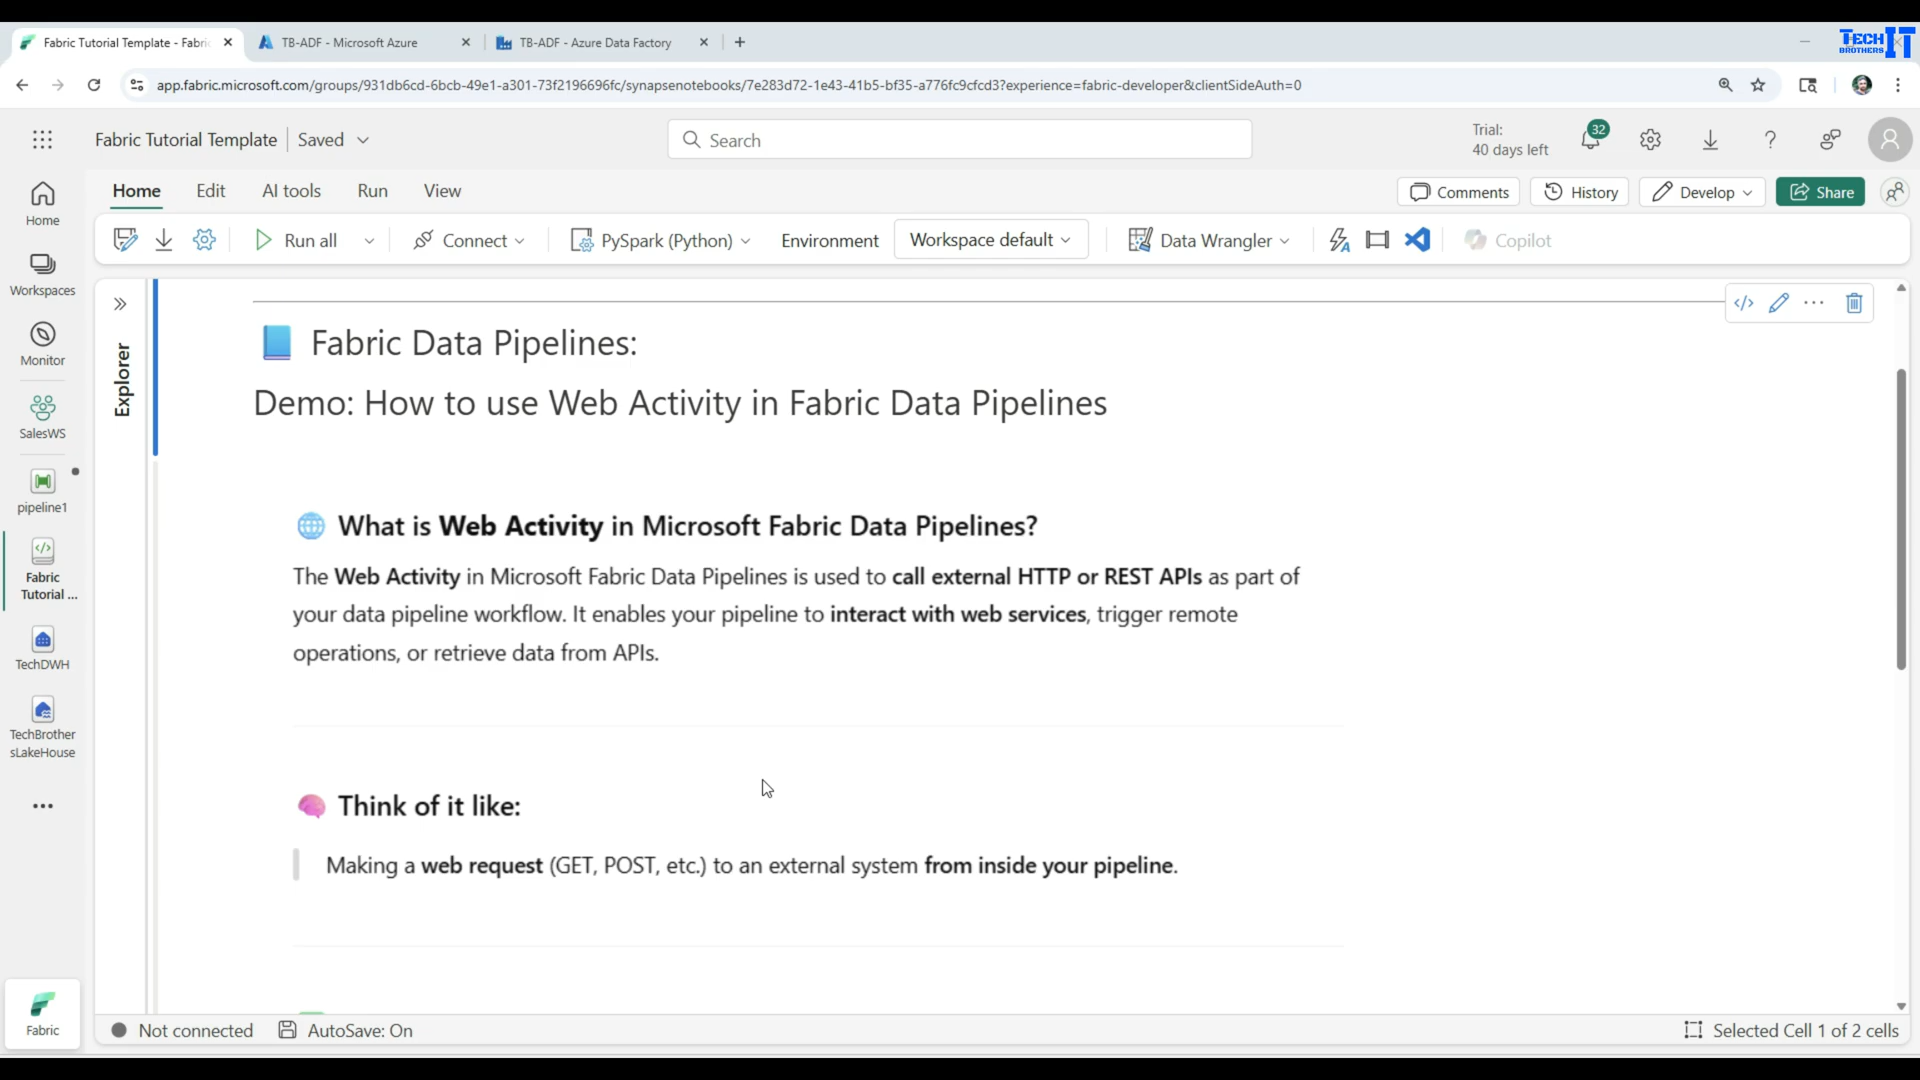 Fabric Tutorial Template - Fabric
TB-ADF - Microsoft Azure
TB-ADF - Azure Data Factory
TECH IT
BROTHERS
app.fabric.microsoft.com/groups/931db6cd-6bcb-49e1-a301-73f2196696fc/synapsenotebooks/7e283d72-1e43-41b5-bf35-a776fc9cfcd3?experience=fabric-developer&clientSideAuth=0
Fabric Tutorial Template
Saved
Search
Trial:
40 days left
32
Home
Edit
AI tools
Run
View
Comments
History
Develop
Share
Run all
Connect
PySpark (Python)
Environment
Workspace default
Data Wrangler
Copilot
Home
Workspaces
Monitor
SalesWS
pipeline1
Fabric
Tutorial ...
TechDWH
TechBrother
sLakeHouse
Fabric
Explorer
Fabric Data Pipelines:
Demo: How to use Web Activity in Fabric Data Pipelines
What is Web Activity in Microsoft Fabric Data Pipelines?
The Web Activity in Microsoft Fabric Data Pipelines is used to call external HTTP or REST APIs as part of
your data pipeline workflow. It enables your pipeline to interact with web services, trigger remote
operations, or retrieve data from APIs.
Think of it like:
Making a web request (GET, POST, etc.) to an external system from inside your pipeline.
Not connected
AutoSave: On
Selected Cell 1 of 2 cells